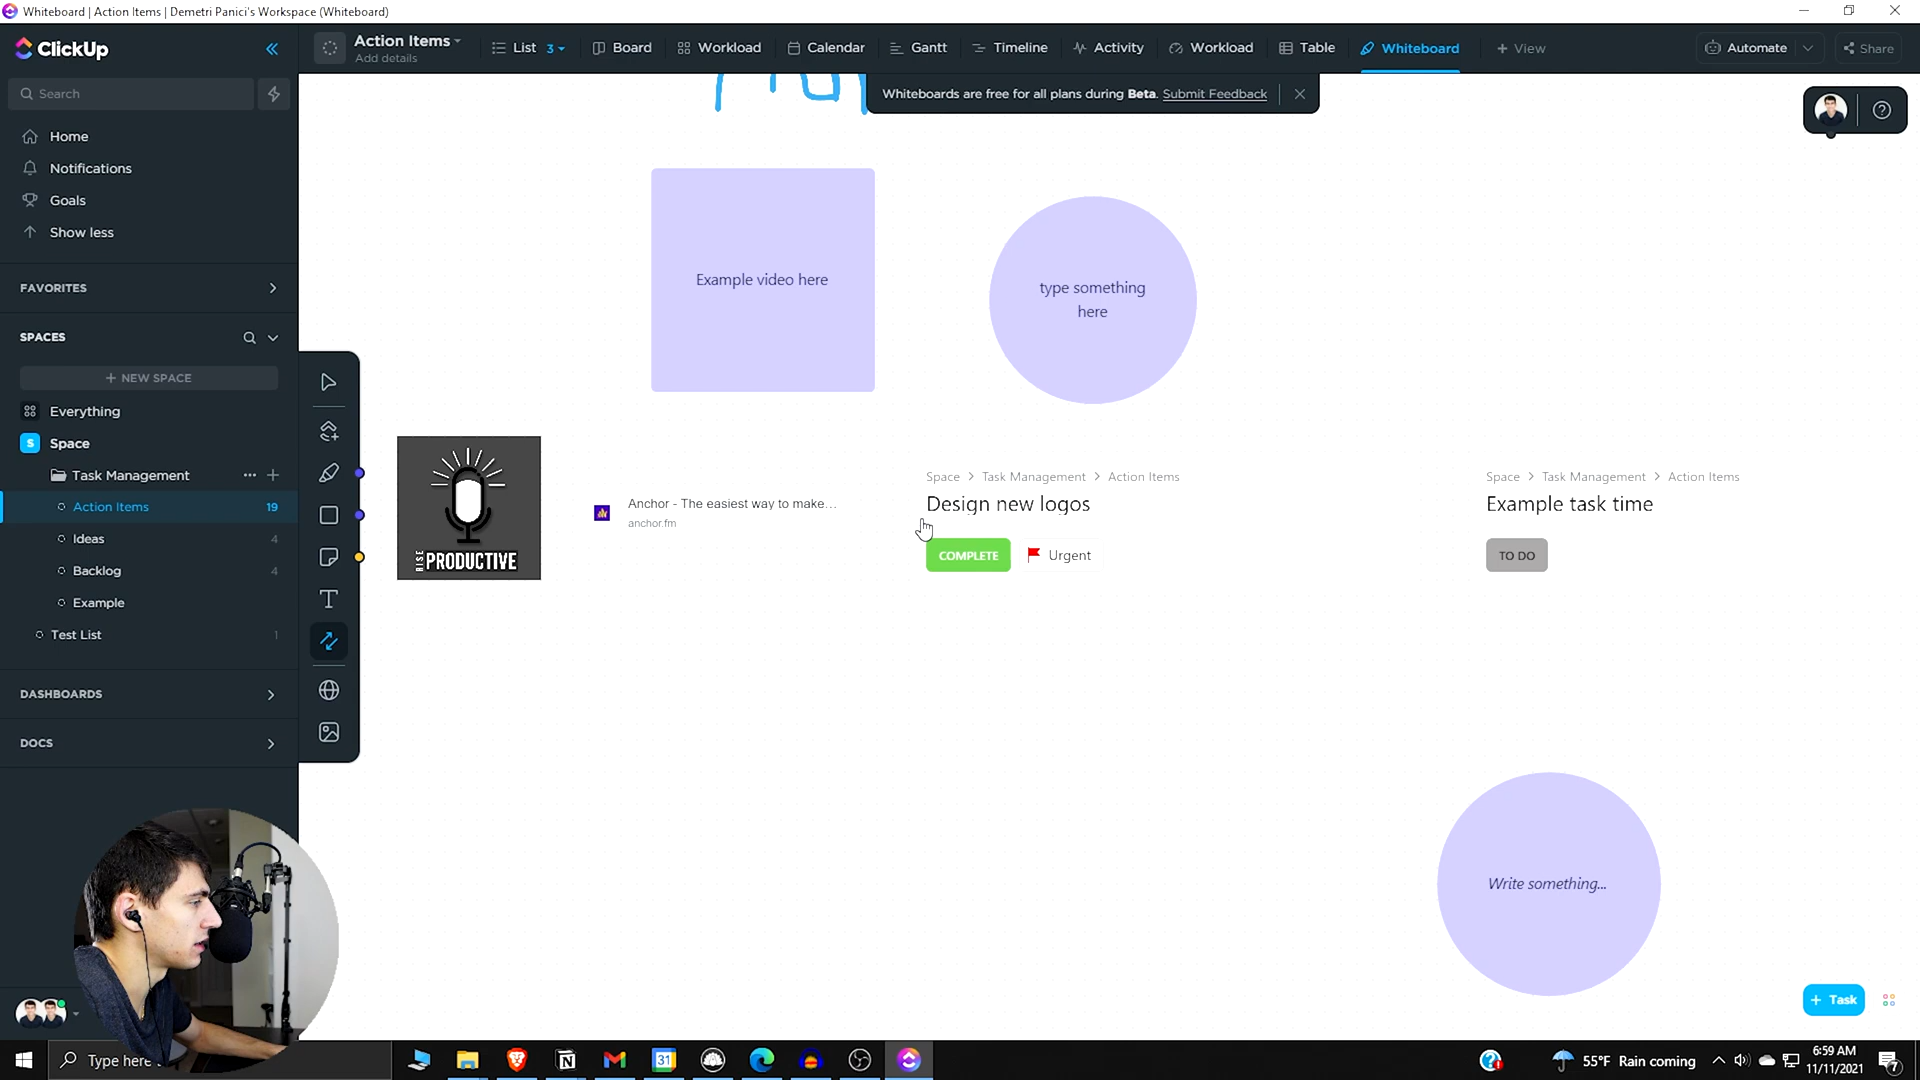 Whiteboard | Action Items | Demetri Panici's Workspace (Whiteboard)
ClickUp
Action Items
Add details
List 3
Board
Workload
Calendar
Gantt
Timeline
Activity
Workload
Table
Whiteboard
+ View
Automate
Share
Search
Whiteboards are free for all plans during Beta. Submit Feedback
Home
Notifications
Goals
Show less
FAVORITES
SPACES
+ NEW SPACE
Everything
S Space
Task Management
Action Items 19
Ideas 4
Backlog 4
Example
Test List 1
DASHBOARDS
DOCS
Example video here
type something
here
RISE PRODUCTIVE
Anchor - The easiest way to make...
anchor.fm
Space > Task Management > Action Items
Design new logos
COMPLETE
Urgent
Space > Task Management > Action Items
Example task time
TO DO
Write something...
+ Task
Type here
31
55°F Rain coming
6:59 AM
11/11/2021
7